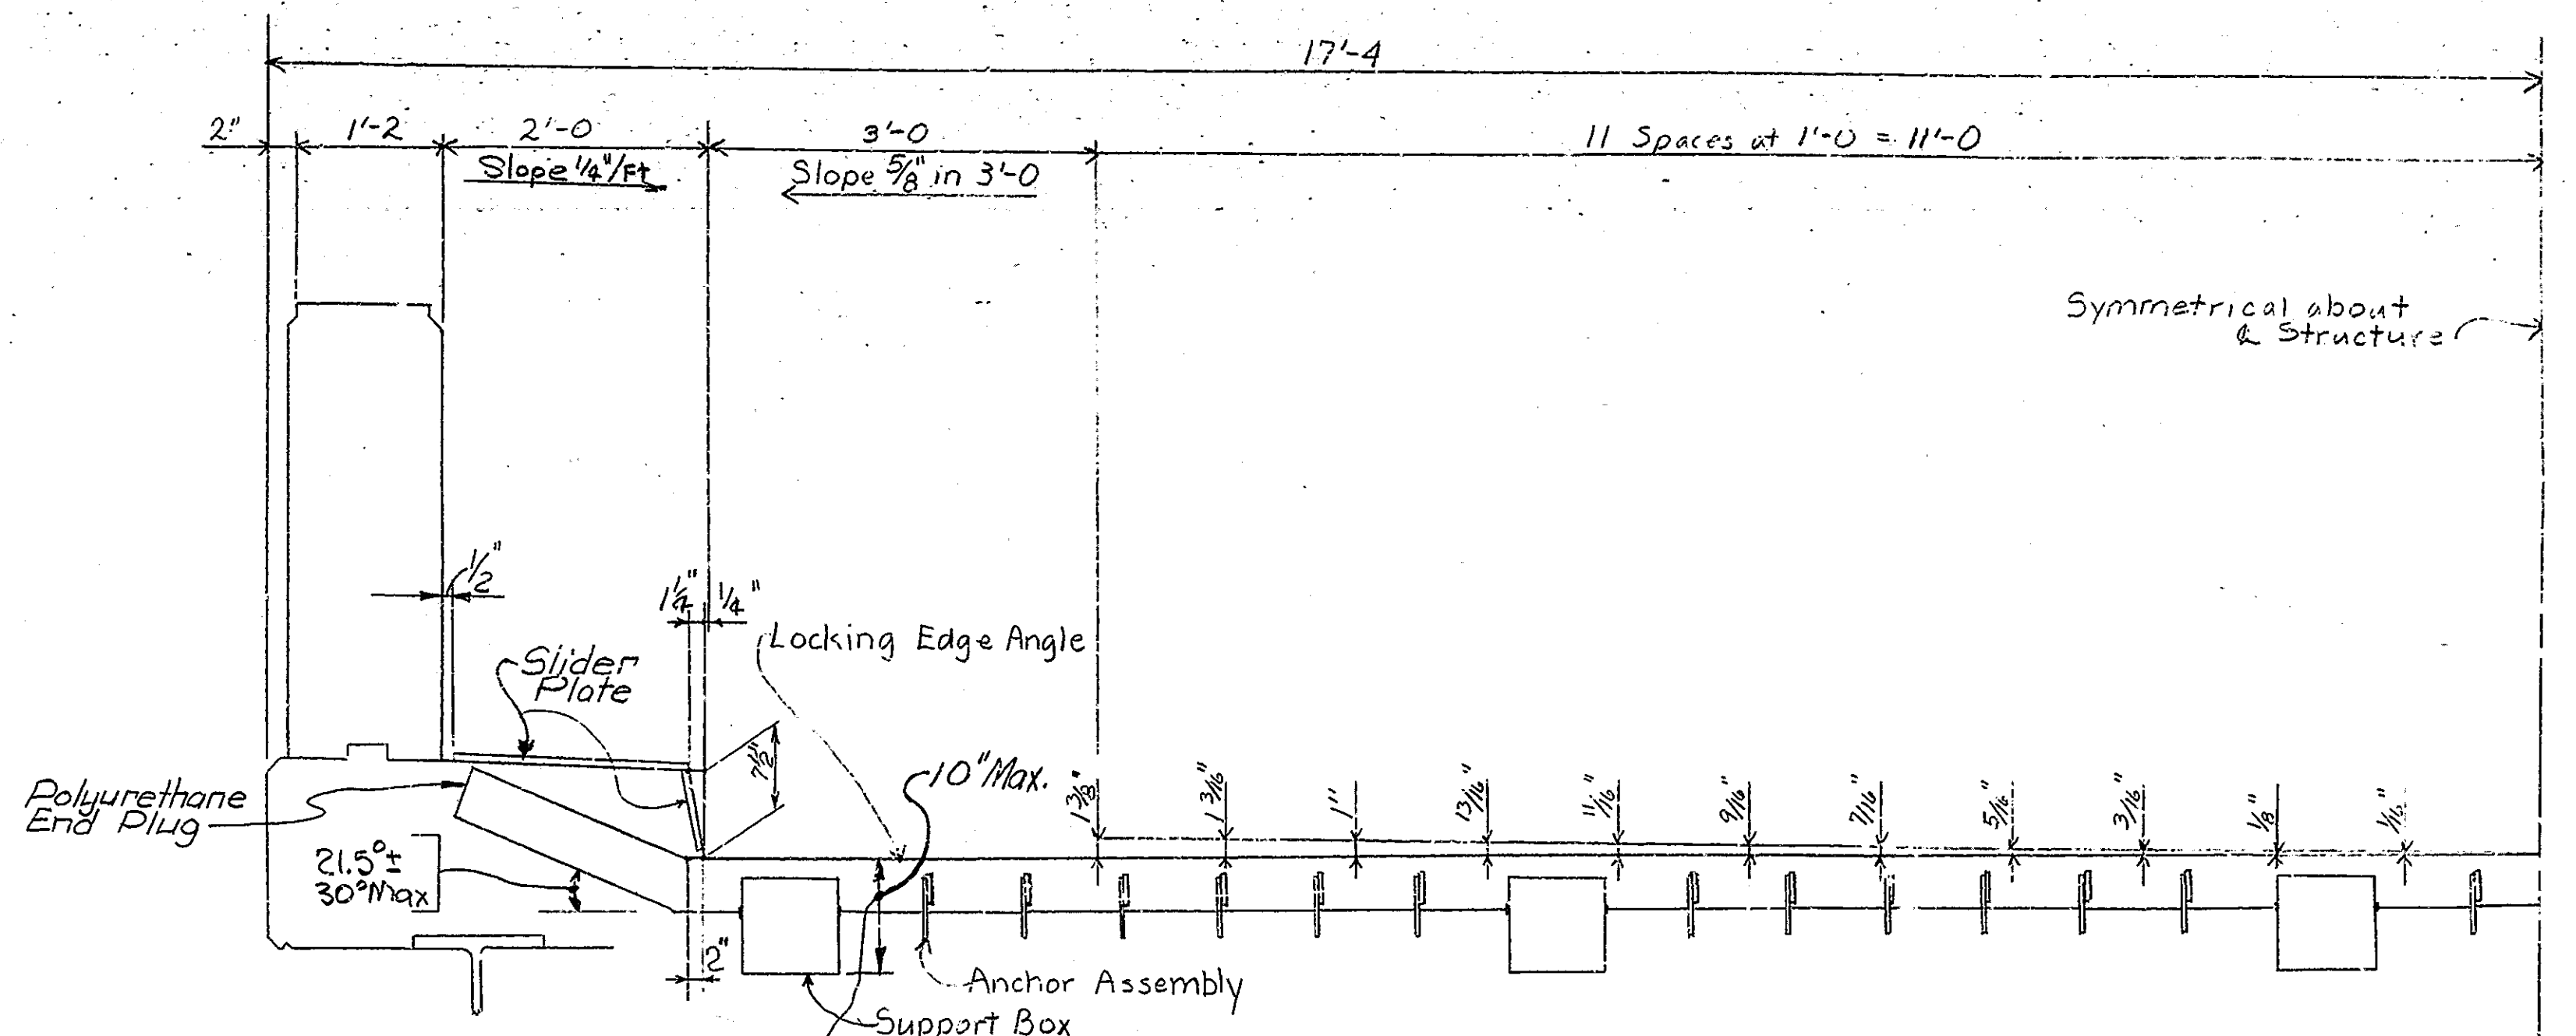 17'-4
2"
1'-2
2'-0
3'-0
11 Spaces at 1'-0 = 11'-0
Slope 1/4"/Ft
Slope 5/8" in 3'-0
Symmetrical about
℄ Structure
1/2"
1 1/4"
1/4"
Locking Edge Angle
Slider
Plate
7 1/2"
10" Max.
Polyurethane
End Plug
1 3/8"
1 3/16"
1"
13/16"
11/16"
9/16"
7/16"
5/16"
3/16"
1/8"
1/16"
21.5°±
30° Max
2"
Anchor Assembly
Support Box